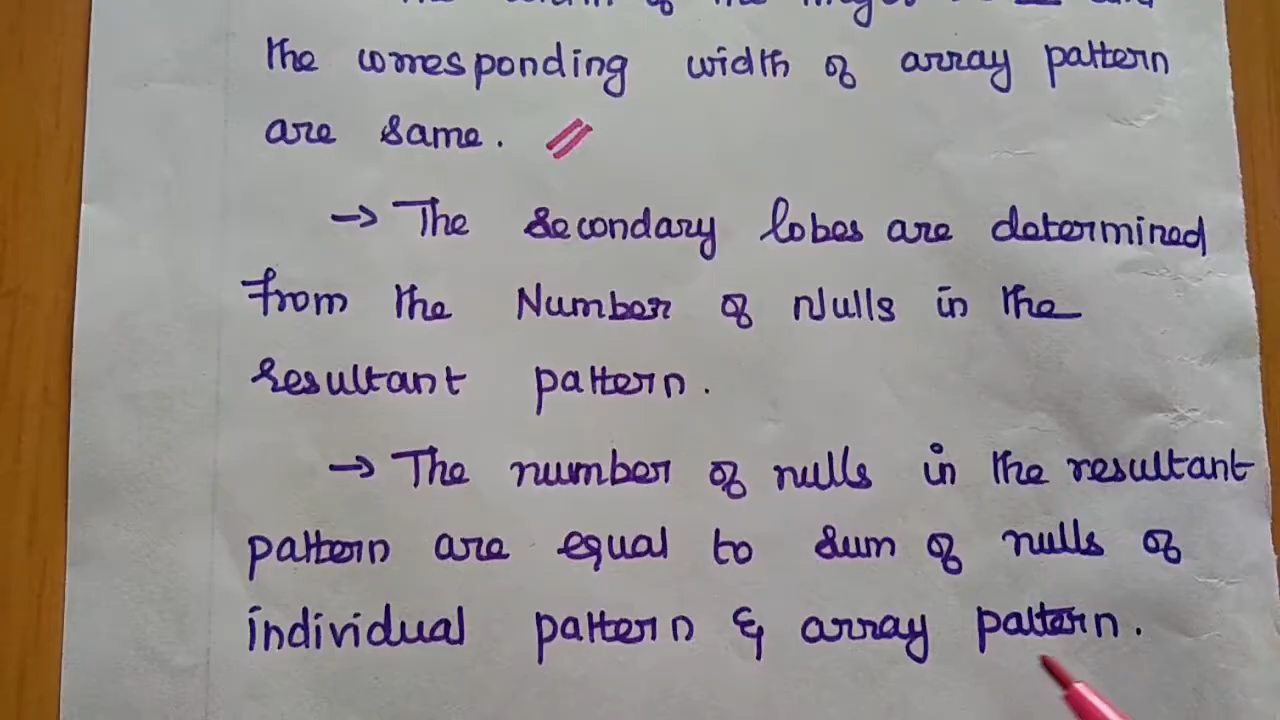 the corresponding width of array pattern
are same.
→ The secondary lobes are determined
from the Number of Nulls in the
resultant pattern.
→ The number of nulls in the resultant
pattern are equal to sum of nulls of
individual pattern & array pattern.